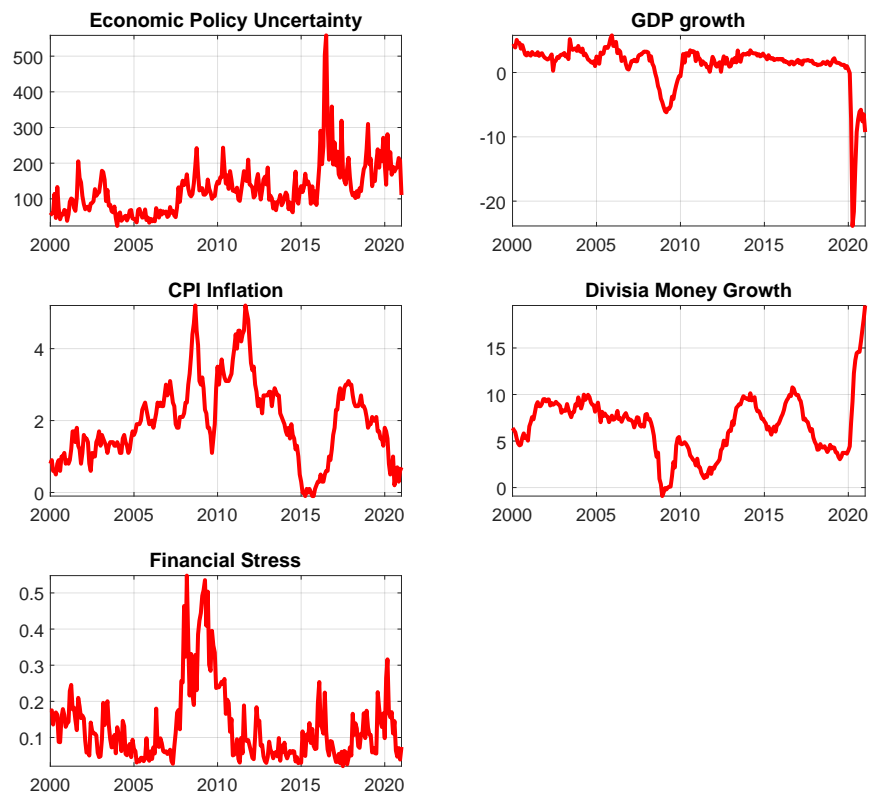 Economic Policy Uncertainty
500
400
300
200
100
2000 2005 2010 2015 2020
GDP growth
0
-10
-20
2000 2005 2010 2015 2020
CPI Inflation
4
2
0
2000 2005 2010 2015 2020
Divisia Money Growth
15
10
5
0
2000 2005 2010 2015 2020
Financial Stress
0.5
0.4
0.3
0.2
0.1
2000 2005 2010 2015 2020